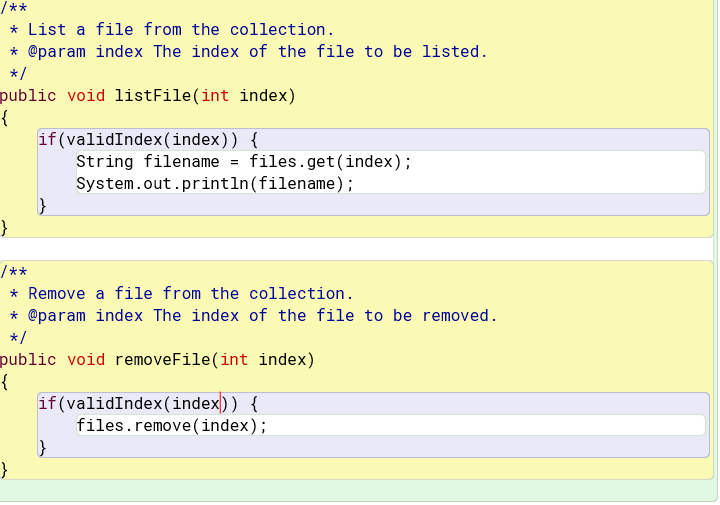 /**
 * List a file from the collection.
 * @param index The index of the file to be listed.
 */
public void listFile(int index)
{
    if(validIndex(index)) {
        String filename = files.get(index);
        System.out.println(filename);
    }
}
/**
 * Remove a file from the collection.
 * @param index The index of the file to be removed.
 */
public void removeFile(int index)
{
    if(validIndex(index)) {
        files.remove(index);
    }
}